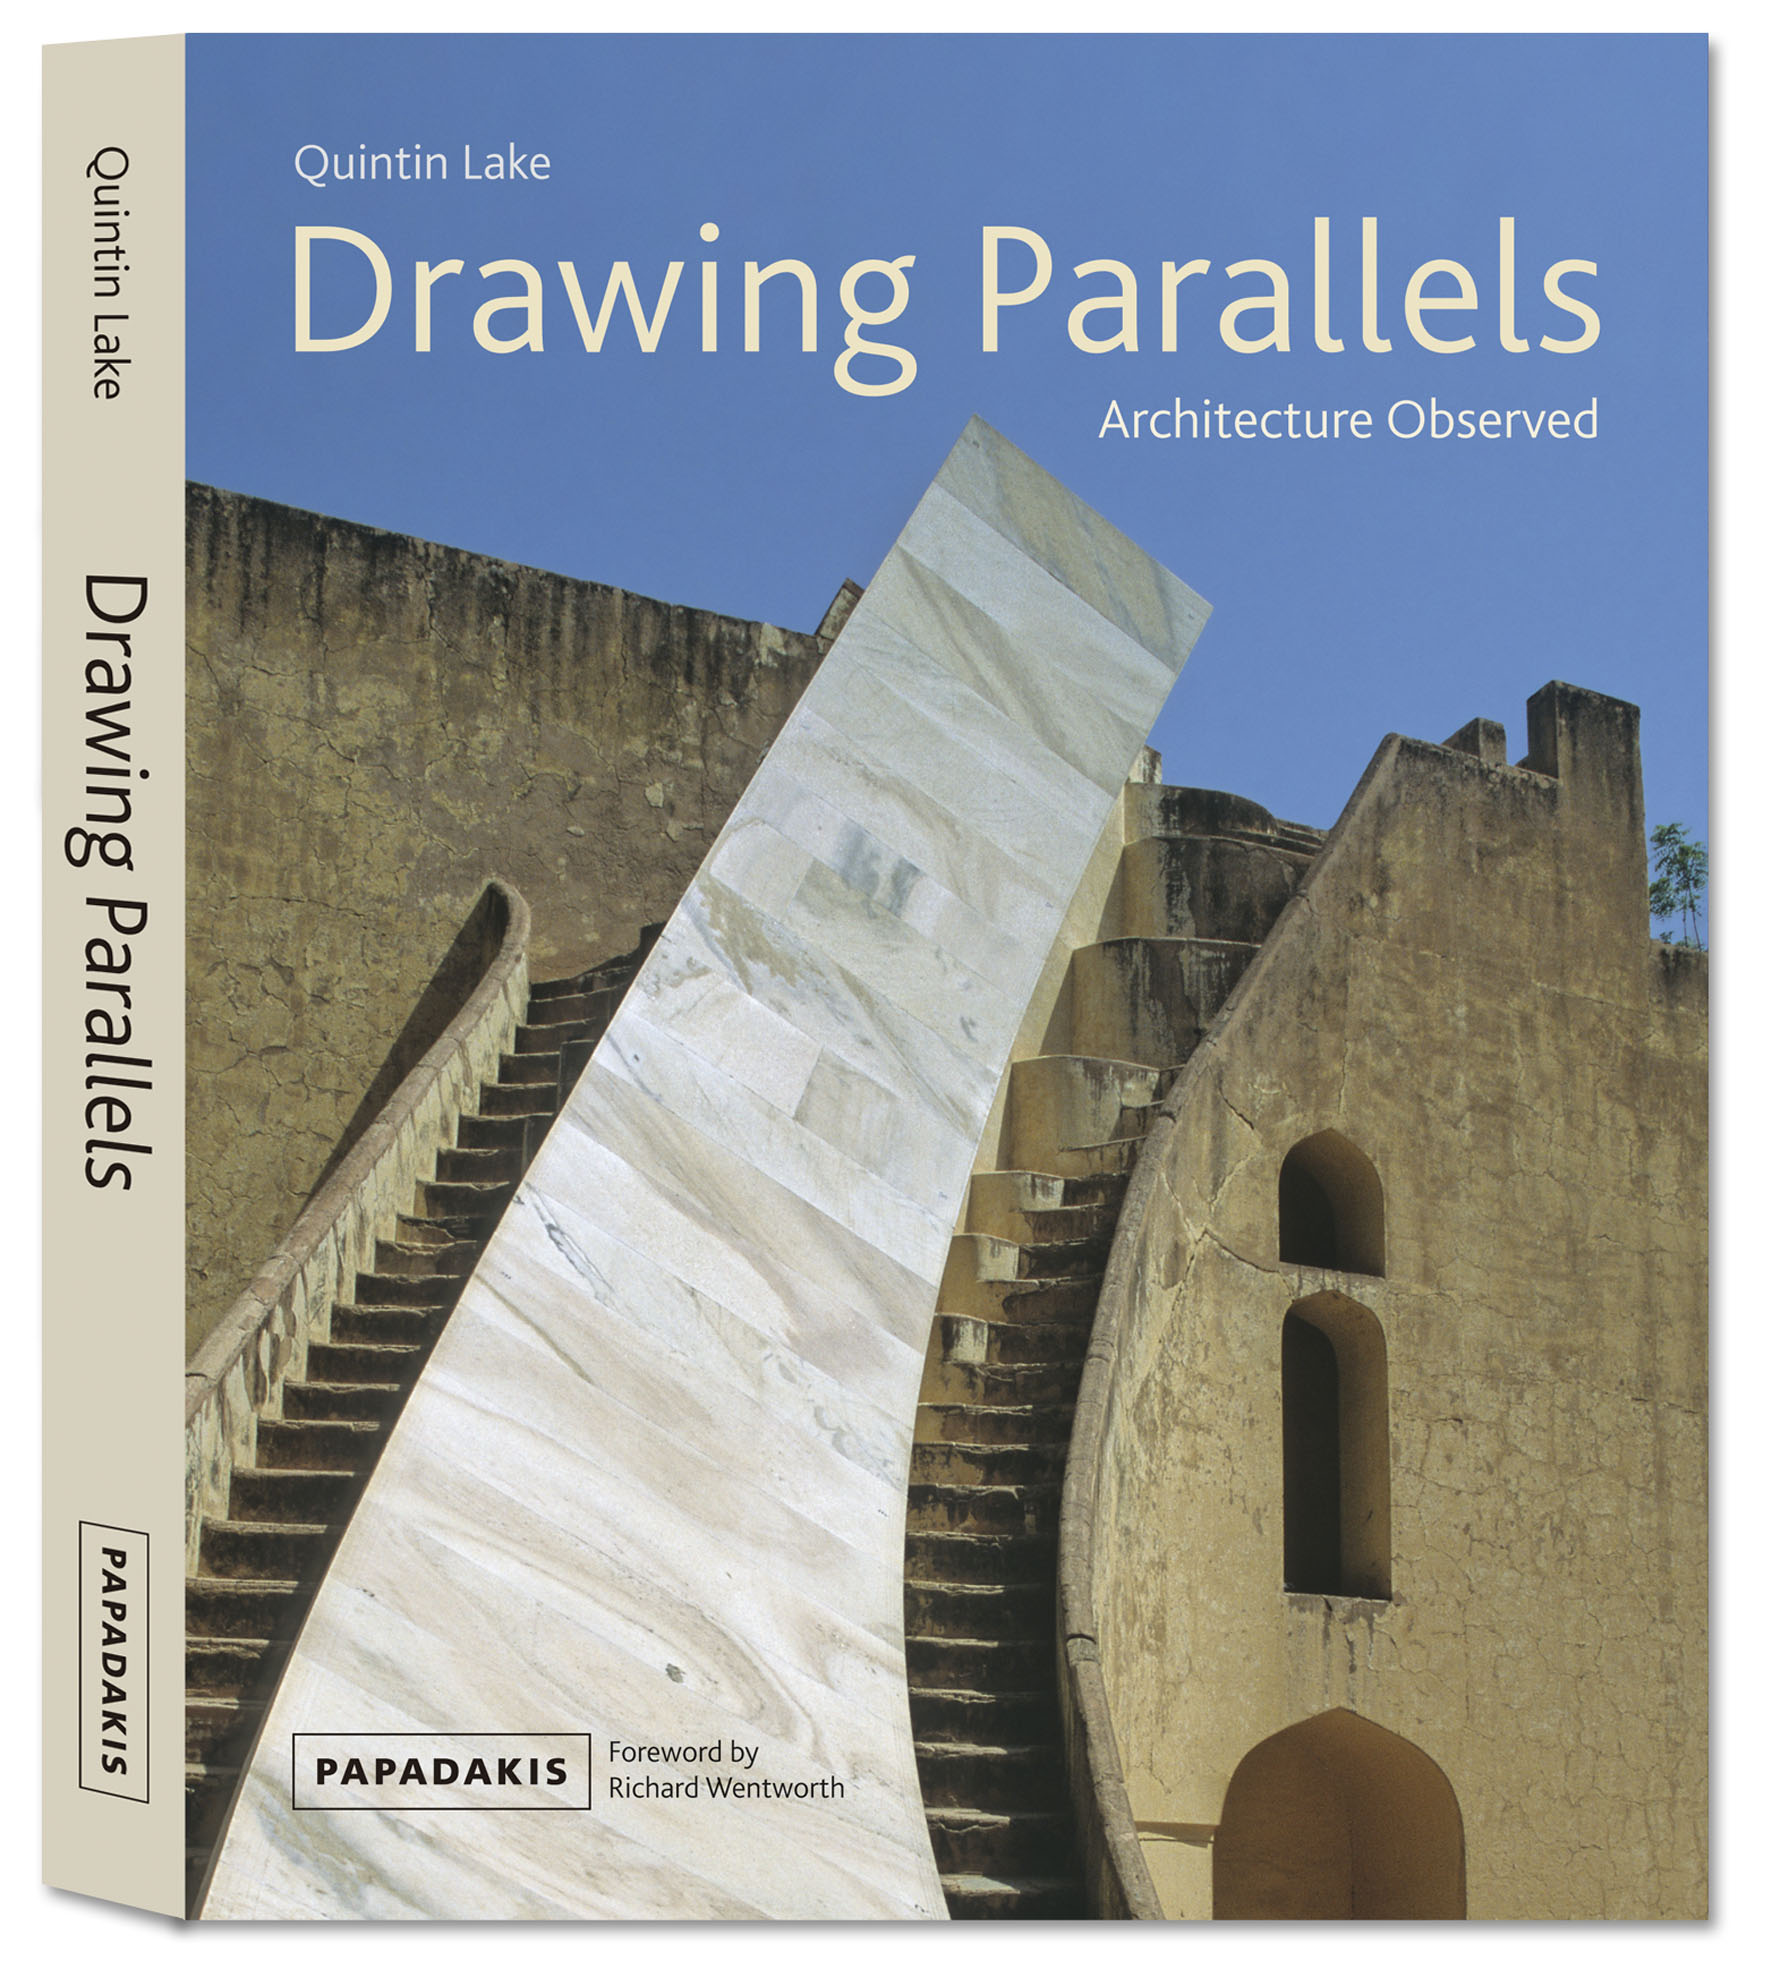 Quintin Lake
Drawing Parallels
PAPADAKIS
Quintin Lake
Drawing Parallels
Architecture Observed
PAPADAKIS
Foreword by
Richard Wentworth